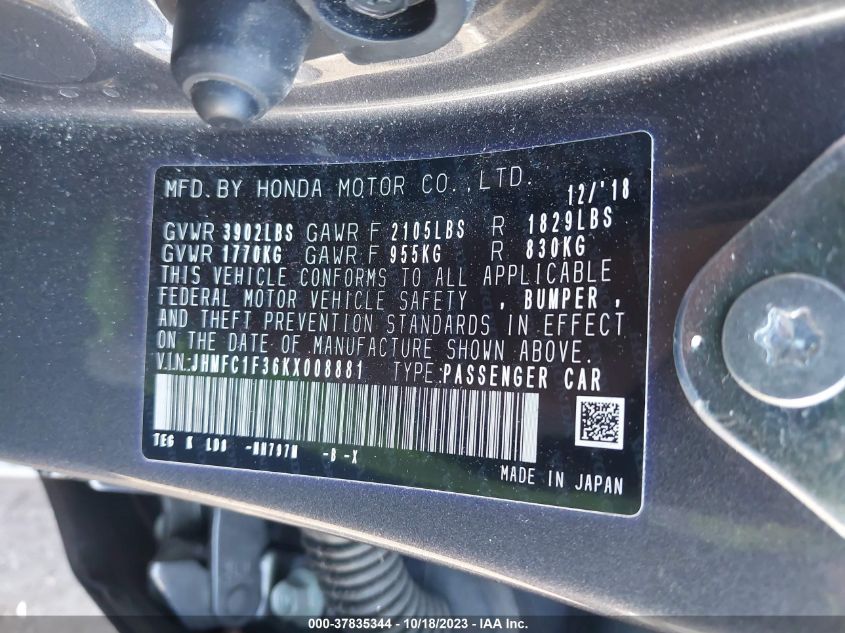 MFD. BY HONDA MOTOR CO., LTD. 12/'18
GVWR 3902LBS GAWR F 2105LBS R 1829LBS
GVWR 1770KG GAWR F 955KG R 830KG
THIS VEHICLE CONFORMS TO ALL APPLICABLE
FEDERAL MOTOR VEHICLE SAFETY , BUMPER ,
AND THEFT PREVENTION STANDARDS IN EFFECT
ON THE DATE OF MANUFACTURE SHOWN ABOVE.
V.I.N.:JHMFC1F36KX008881 TYPE:PASSENGER CAR
-B -X
MADE IN JAPAN
000-37835344 - 10/18/2023 - IAA Inc.